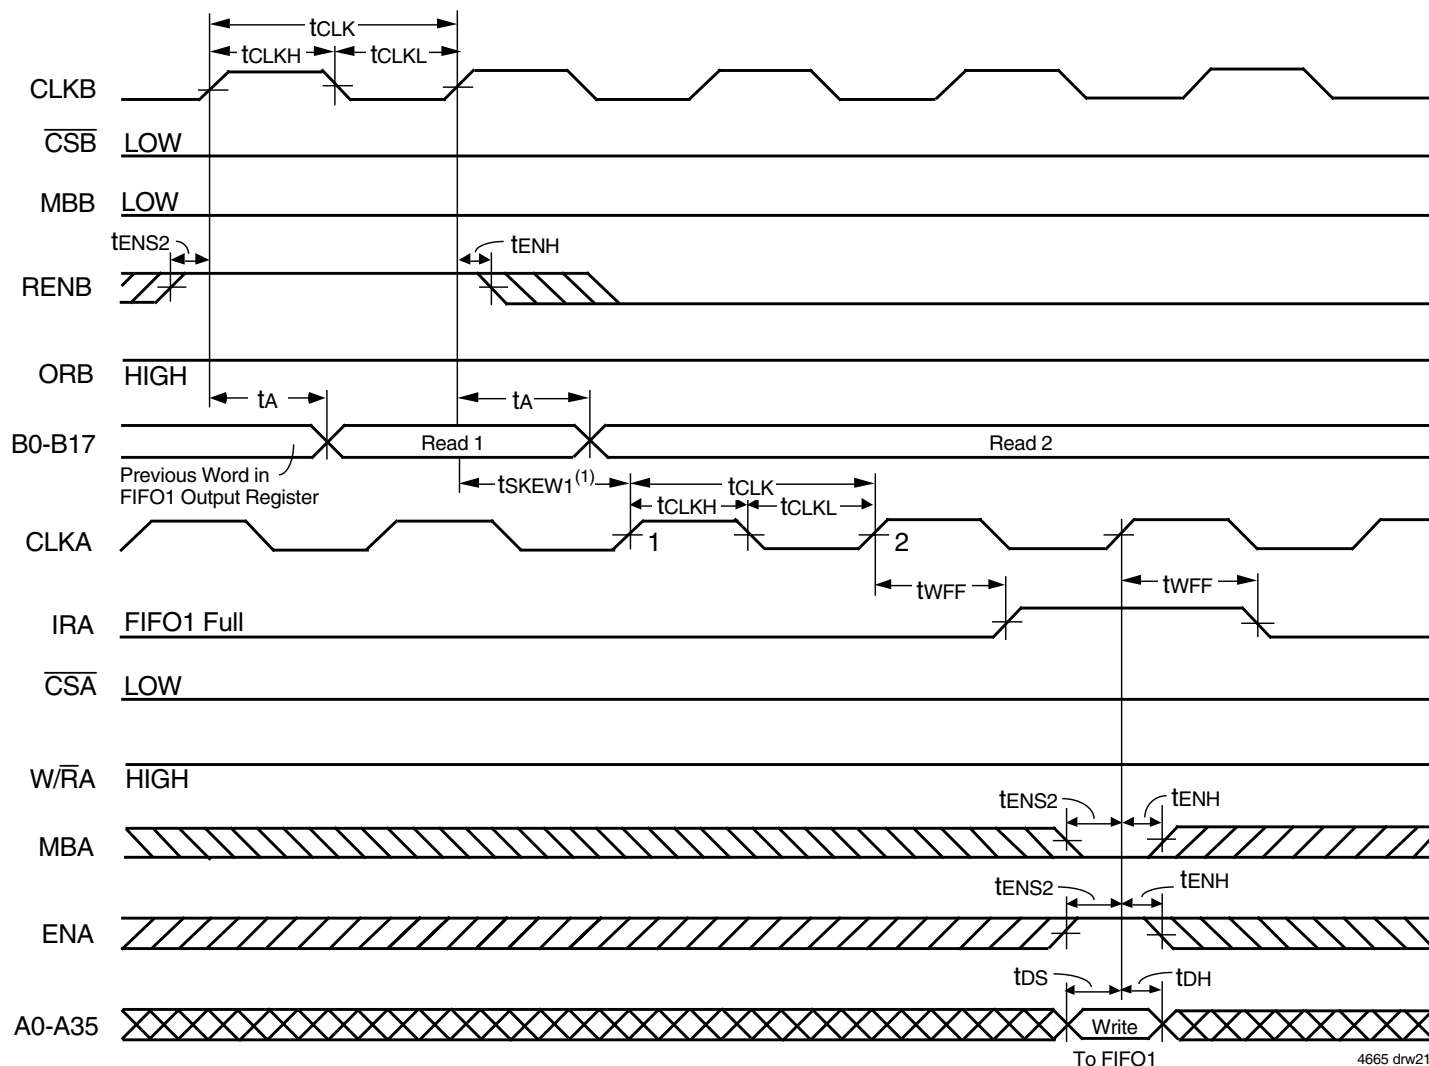 tCLK
tCLKH tCLKL
CLKB
CSB LOW
MBB LOW
tENS2 tENH
RENB
ORB HIGH
tA tA
B0-B17 Read 1 Read 2
Previous Word in
FIFO1 Output Register
tSKEW1(1) tCLK
tCLKH tCLKL
CLKA 1 2
tWFF tWFF
IRA FIFO1 Full
CSA LOW
W/RA HIGH
tENS2 tENH
MBA
tENS2 tENH
ENA
tDS tDH
A0-A35 Write
To FIFO1
4665 drw21